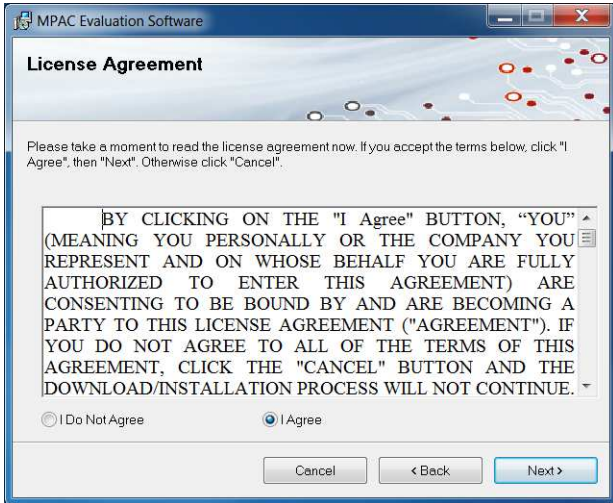 MPAC Evaluation Software
License Agreement
Please take a moment to read the license agreement now. If you accept the terms below, click "I
Agree", then "Next". Otherwise click "Cancel".
BY CLICKING ON THE "I Agree" BUTTON, “YOU”
(MEANING YOU PERSONALLY OR THE COMPANY YOU
REPRESENT AND ON WHOSE BEHALF YOU ARE FULLY
AUTHORIZED TO ENTER THIS AGREEMENT) ARE
CONSENTING TO BE BOUND BY AND ARE BECOMING A
PARTY TO THIS LICENSE AGREEMENT ("AGREEMENT"). IF
YOU DO NOT AGREE TO ALL OF THE TERMS OF THIS
AGREEMENT, CLICK THE "CANCEL" BUTTON AND THE
DOWNLOAD/INSTALLATION PROCESS WILL NOT CONTINUE.
I Do Not Agree I Agree
Cancel < Back Next >